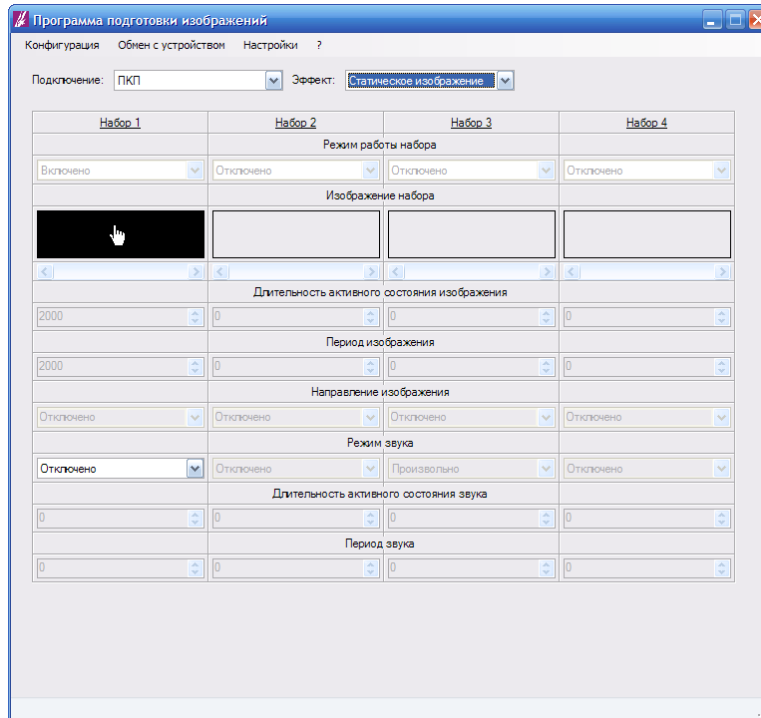 Программа подготовки изображений
Конфигурация Обмен с устройством Настройки ?
Подключение: ПКП Эффект: Статическое изображение
Набор 1 Набор 2 Набор 3 Набор 4
Режим работы набора
Включено Отключено Отключено Отключено
Изображение набора
Длительность активного состояния изображения
2000 0 0 0
Период изображения
2000 0 0 0
Направление изображения
Отключено Отключено Отключено Отключено
Режим звука
Отключено Отключено Произвольно Отключено
Длительность активного состояния звука
0 0 0 0
Период звука
0 0 0 0